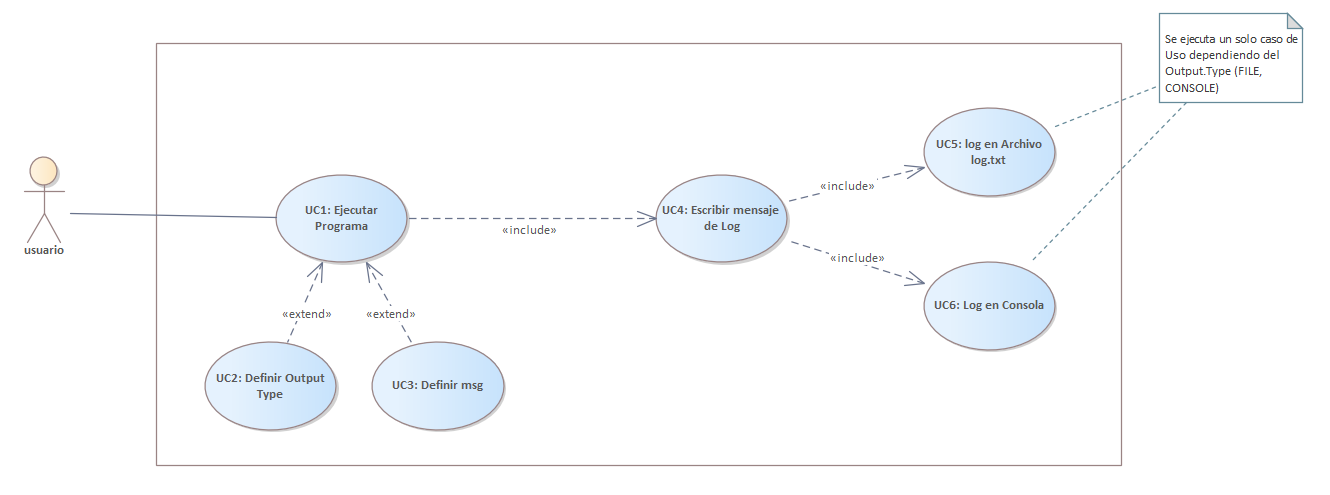 Se ejecuta un solo caso de
Uso dependiendo del
Output.Type (FILE,
CONSOLE)
UC5: log en Archivo
log.txt
«include»
UC1: Ejecutar
Programa
UC4: Escribir mensaje
de Log
«include»
usuario
«include»
UC6: Log en Consola
«extend»
«extend»
UC2: Definir Output
Type
UC3: Definir msg